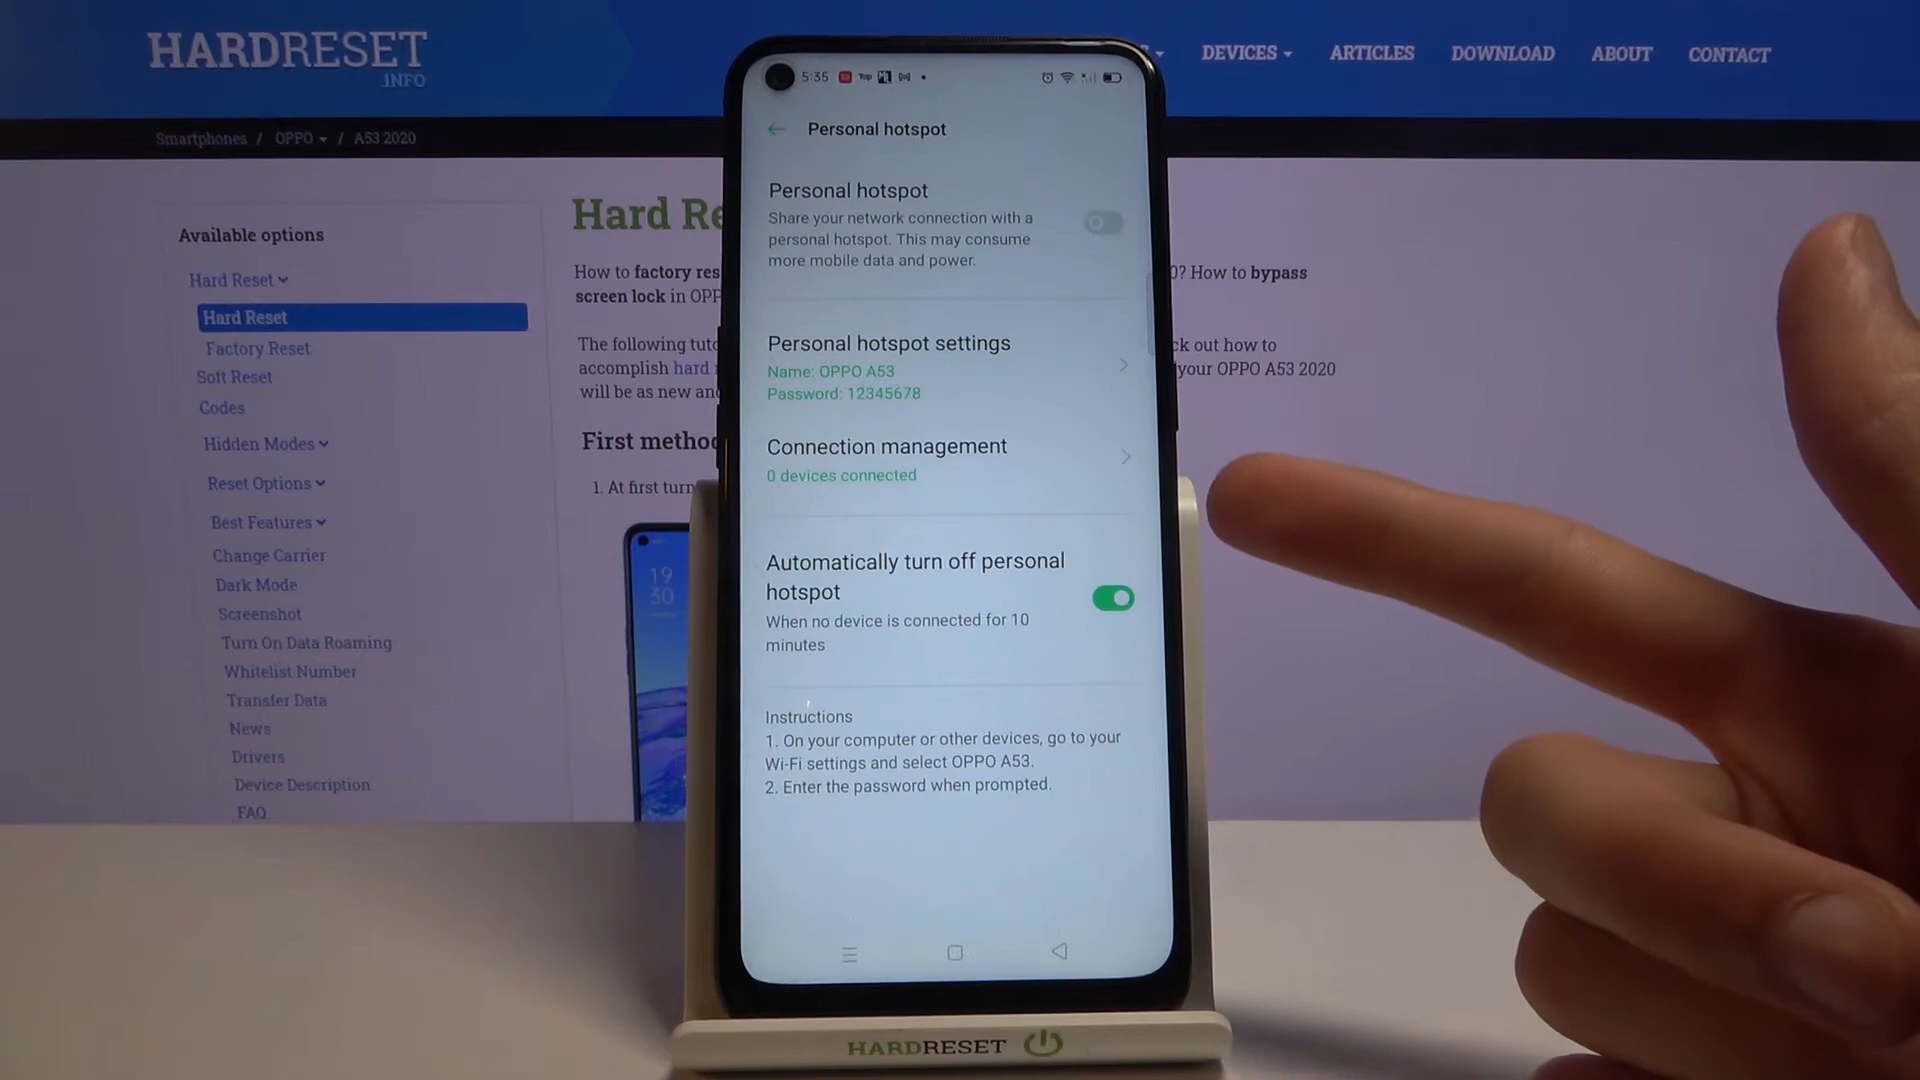 HARDRESET
.INFO
DEVICES
ARTICLES
DOWNLOAD
ABOUT
CONTACT
Smartphones / OPPO / A53 2020
Available options
Hard Reset
Hard Reset
Factory Reset
Soft Reset
Codes
Hidden Modes
Reset Options
Best Features
Change Carrier
Dark Mode
Screenshot
Turn On Data Roaming
Whitelist Number
Transfer Data
News
Drivers
Device Description
FAQ
Hard Re
How to factory res
0? How to bypass
screen lock in OPP
The following tuto
ck out how to
accomplish hard
your OPPO A53 2020
will be as new an
First metho
1. At first turn
19
30
5:35
Top
Personal hotspot
Personal hotspot
Share your network connection with a
personal hotspot. This may consume
more mobile data and power.
Personal hotspot settings
Name: OPPO A53
Password: 12345678
Connection management
0 devices connected
Automatically turn off personal
hotspot
When no device is connected for 10
minutes
Instructions
1. On your computer or other devices, go to your
Wi-Fi settings and select OPPO A53.
2. Enter the password when prompted.
HARDRESET